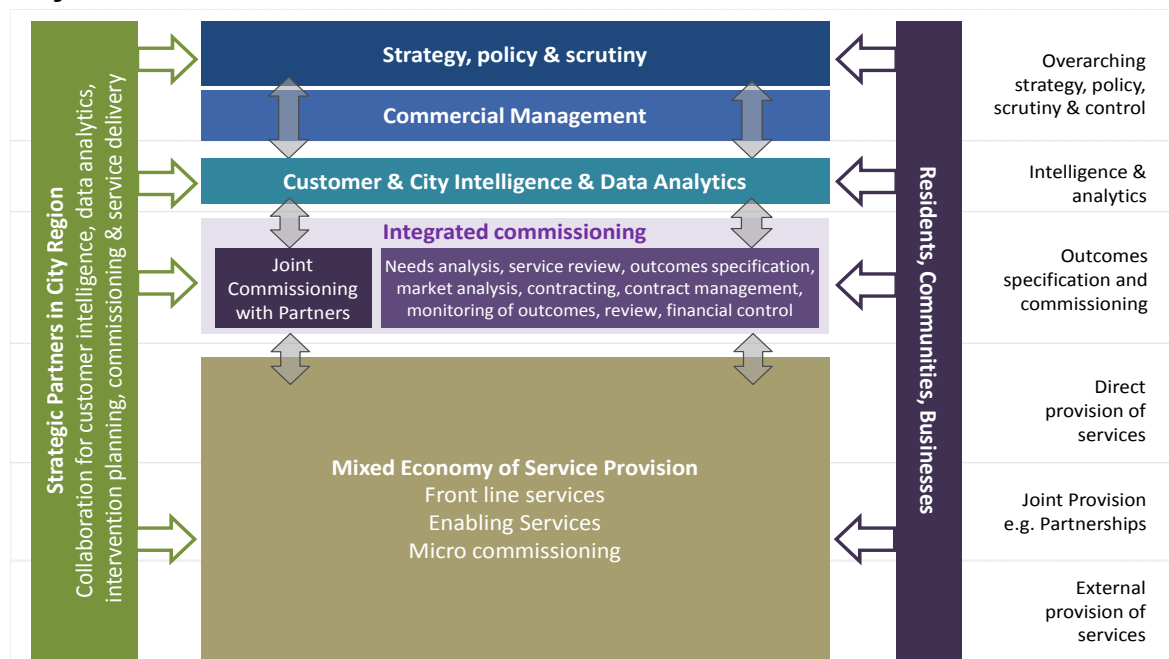 Strategic Partners in City Region
Collaboration for customer intelligence, data analytics,
intervention planning, commissioning & service delivery
Strategy, policy & scrutiny
Commercial Management
Customer & City Intelligence & Data Analytics
Integrated commissioning
Joint
Commissioning
with Partners
Needs analysis, service review, outcomes specification,
market analysis, contracting, contract management,
monitoring of outcomes, review, financial control
Mixed Economy of Service Provision
Front line services
Enabling Services
Micro commissioning
Residents, Communities, Businesses
Overarching
strategy, policy,
scrutiny & control
Intelligence &
analytics
Outcomes
specification and
commissioning
Direct
provision of
services
Joint Provision
e.g. Partnerships
External
provision of
services